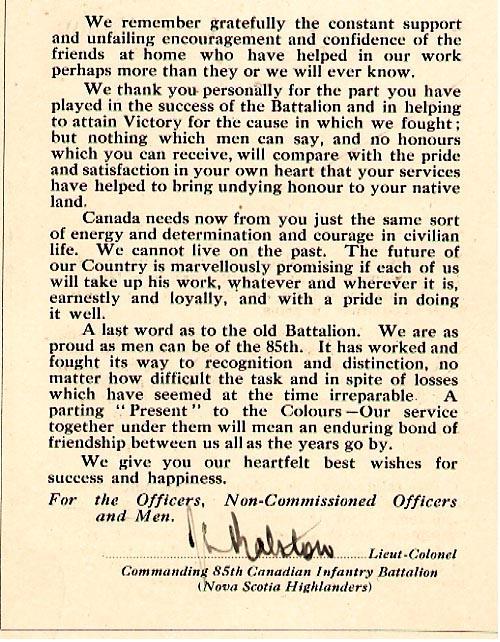 We remember gratefully the constant support
and unfailing encouragement and confidence of the
friends at home who have helped in our work
perhaps more than they or we will ever know.
We thank you personally for the part you have
played in the success of the Battalion and in helping
to attain Victory for the cause in which we fought;
but nothing which men can say, and no honours
which you can receive, will compare with the pride
and satisfaction in your own heart that your services
have helped to bring undying honour to your native
land.
Canada needs now from you just the same sort
of energy and determination and courage in civilian
life. We cannot live on the past. The future of
our Country is marvellously promising if each of us
will take up his work, whatever and wherever it is,
earnestly and loyally, and with a pride in doing
it well.
A last word as to the old Battalion. We are as
proud as men can be of the 85th. It has worked and
fought its way to recognition and distinction, no
matter how difficult the task and in spite of losses
which have seemed at the time irreparable. A
parting "Present" to the Colours—Our service
together under them will mean an enduring bond of
friendship between us all as the years go by.
We give you our heartfelt best wishes for
success and happiness.
For the Officers, Non-Commissioned Officers
and Men.
Ralston Lieut-Colonel
Commanding 85th Canadian Infantry Battalion
(Nova Scotia Highlanders)